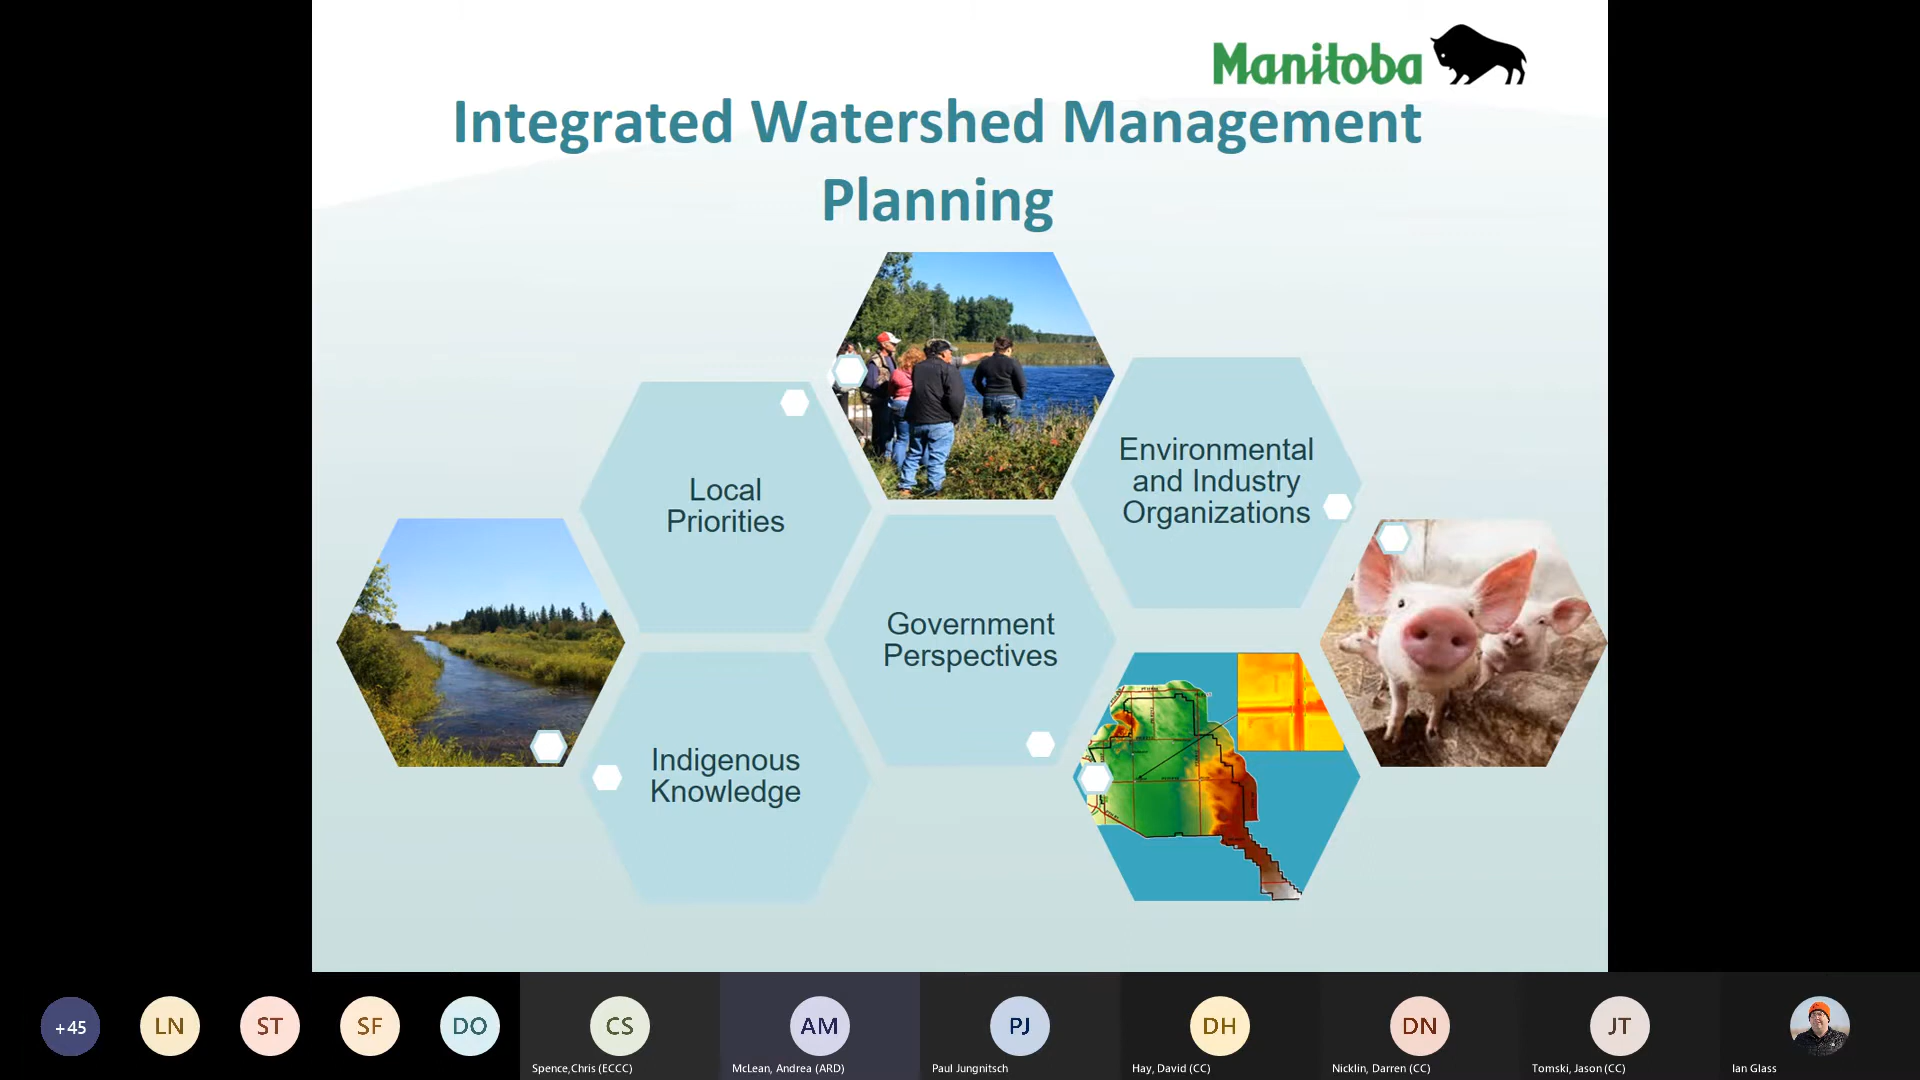 Manitoba
Integrated Watershed Management
Planning
Local
Priorities
Environmental
and Industry
Organizations
Government
Perspectives
Indigenous
Knowledge
+45
LN
ST
SF
DO
CS
AM
PJ
DH
DN
JT
Spence,Chris (ECCC)
McLean, Andrea (ARD)
Paul Jungnitsch
Hay, David (CC)
Nicklin, Darren (CC)
Tomski, Jason (CC)
Ian Glass